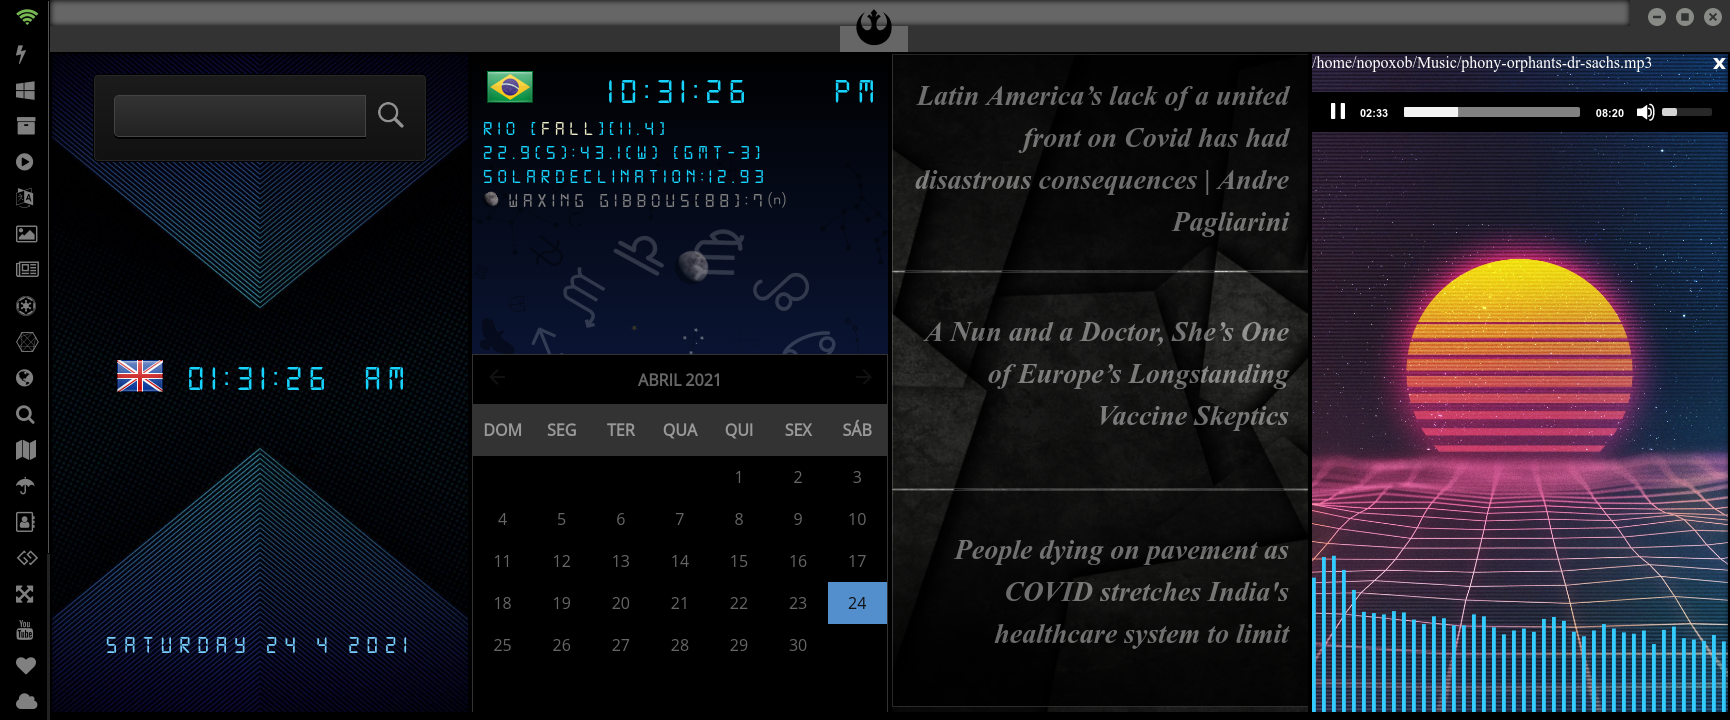 10:31:26 PM
RIO [FALL][11.4]
22.9(S):43.1(W) [GMT-3]
SOLARDECLINATION:12.93
WAXING GIBBOUS[88]:7(n)
01:31:26 AM
SATURDAY 24 4 2021
ABRIL 2021
DOM SEG TER QUA QUI SEX SÁB
1 2 3
4 5 6 7 8 9 10
11 12 13 14 15 16 17
18 19 20 21 22 23 24
25 26 27 28 29 30
Latin America’s lack of a united
front on Covid has had
disastrous consequences | Andre
Pagliarini
A Nun and a Doctor, She’s One
of Europe’s Longstanding
Vaccine Skeptics
People dying on pavement as
COVID stretches India's
healthcare system to limit
/home/nopoxob/Music/phony-orphants-dr-sachs.mp3 x
02:33 08:20
You
Tube